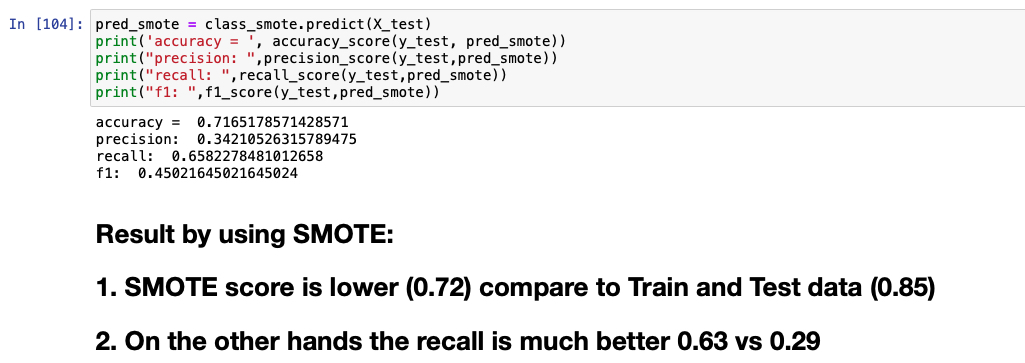 In [104]: pred_smote = class_smote.predict(X_test)
print('accuracy = ', accuracy_score(y_test, pred_smote))
print("precision: ",precision_score(y_test,pred_smote))
print("recall: ",recall_score(y_test,pred_smote))
print("f1: ",f1_score(y_test,pred_smote))
accuracy =  0.7165178571428571
precision:  0.34210526315789475
recall:  0.6582278481012658
f1:  0.45021645021645024
Result by using SMOTE:
1. SMOTE score is lower (0.72) compare to Train and Test data (0.85)
2. On the other hands the recall is much better 0.63 vs 0.29